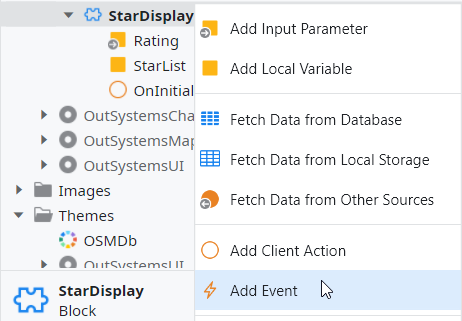 StarDisplay
Rating
StarList
OnInitial
OutSystemsCha
OutSystemsMap
OutSystemsUI
Images
Themes
OSMDb
OutSystemsUI
StarDisplay
Block
Add Input Parameter
Add Local Variable
Fetch Data from Database
Fetch Data from Local Storage
Fetch Data from Other Sources
Add Client Action
Add Event